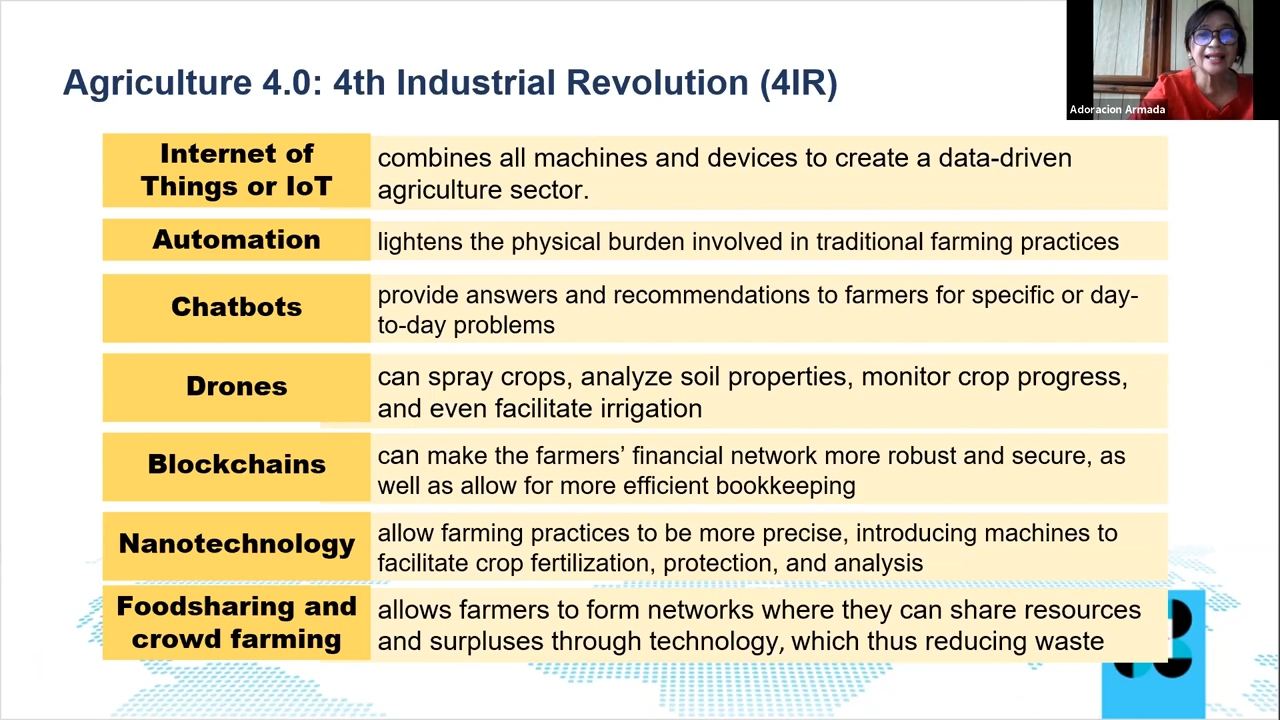 Agriculture 4.0: 4th Industrial Revolution (4IR)
Adoracion Armada
Internet of
Things or IoT
combines all machines and devices to create a data-driven
agriculture sector.
Automation
lightens the physical burden involved in traditional farming practices
Chatbots
provide answers and recommendations to farmers for specific or day-
to-day problems
Drones
can spray crops, analyze soil properties, monitor crop progress,
and even facilitate irrigation
Blockchains
can make the farmers’ financial network more robust and secure, as
well as allow for more efficient bookkeeping
Nanotechnology
allow farming practices to be more precise, introducing machines to
facilitate crop fertilization, protection, and analysis
Foodsharing and
crowd farming
allows farmers to form networks where they can share resources
and surpluses through technology, which thus reducing waste